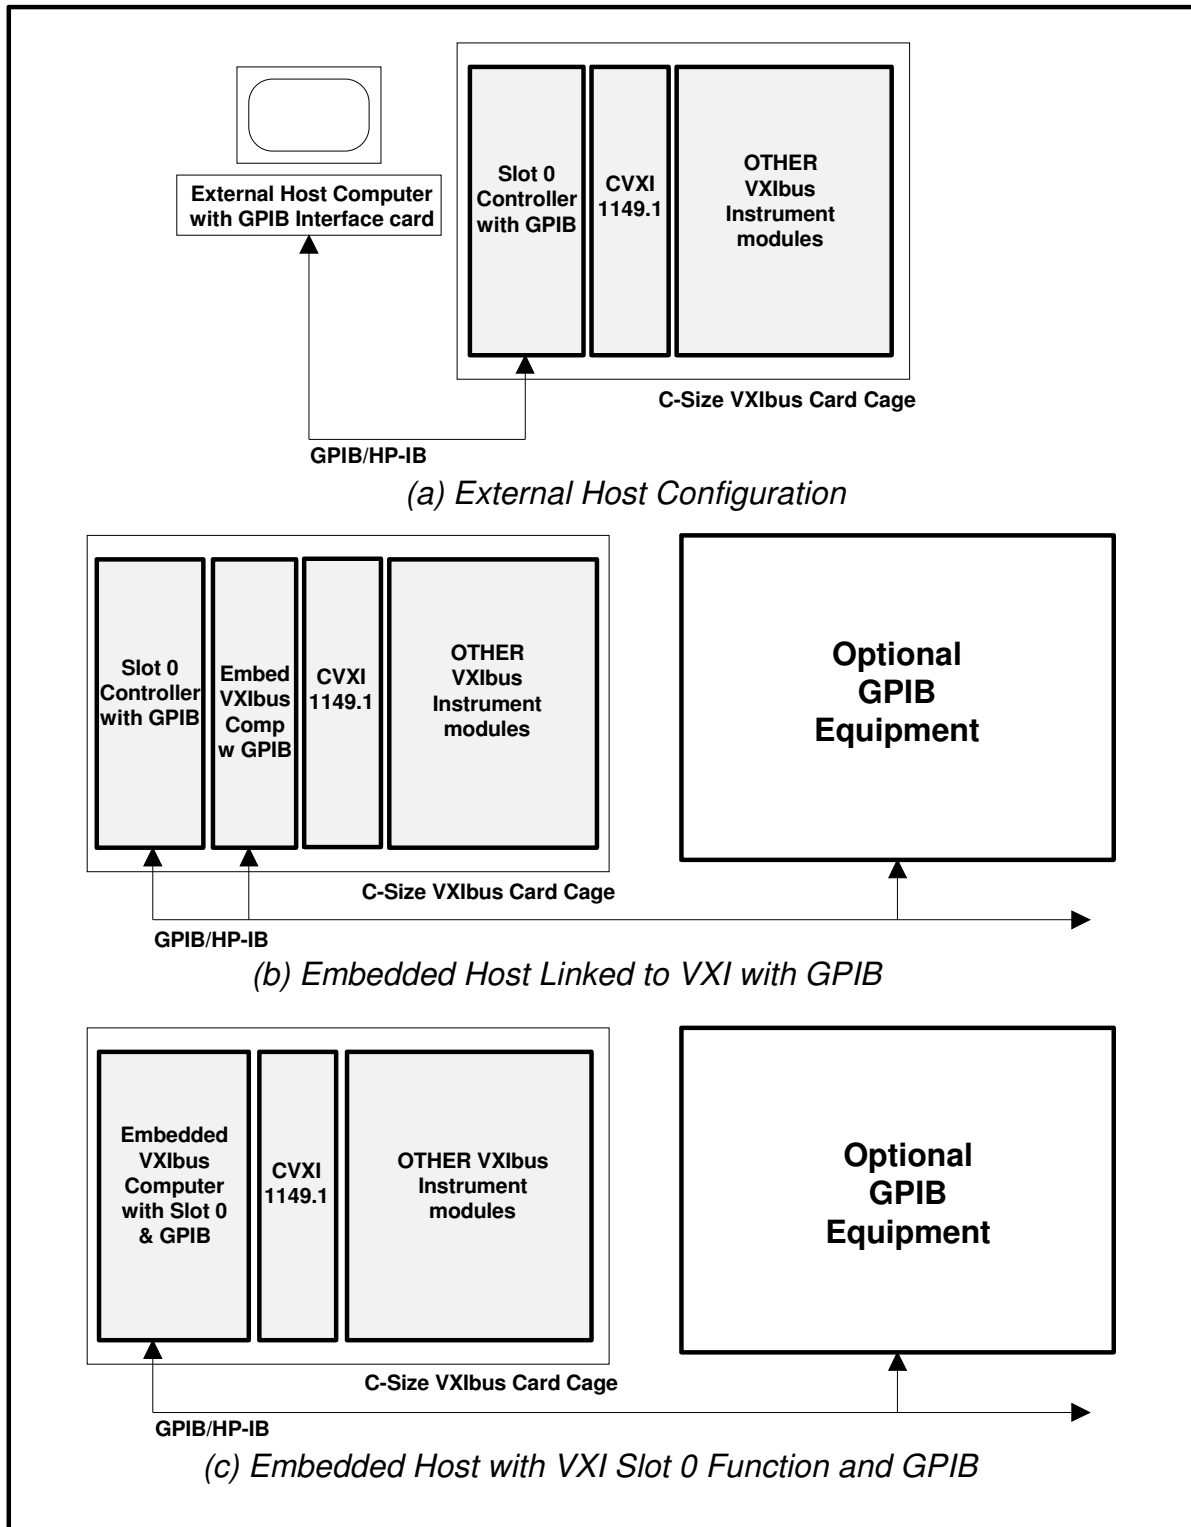 External Host Computer
with GPIB Interface card
Slot 0
Controller
with GPIB
CVXI
1149.1
OTHER
VXIbus
Instrument
modules
C-Size VXIbus Card Cage
GPIB/HP-IB
(a) External Host Configuration
Slot 0
Controller
with GPIB
Embed
VXIbus
Comp
w GPIB
CVXI
1149.1
OTHER
VXIbus
Instrument
modules
Optional
GPIB
Equipment
C-Size VXIbus Card Cage
GPIB/HP-IB
(b) Embedded Host Linked to VXI with GPIB
Embedded
VXIbus
Computer
with Slot 0
& GPIB
CVXI
1149.1
OTHER VXIbus
Instrument
modules
Optional
GPIB
Equipment
C-Size VXIbus Card Cage
GPIB/HP-IB
(c) Embedded Host with VXI Slot 0 Function and GPIB